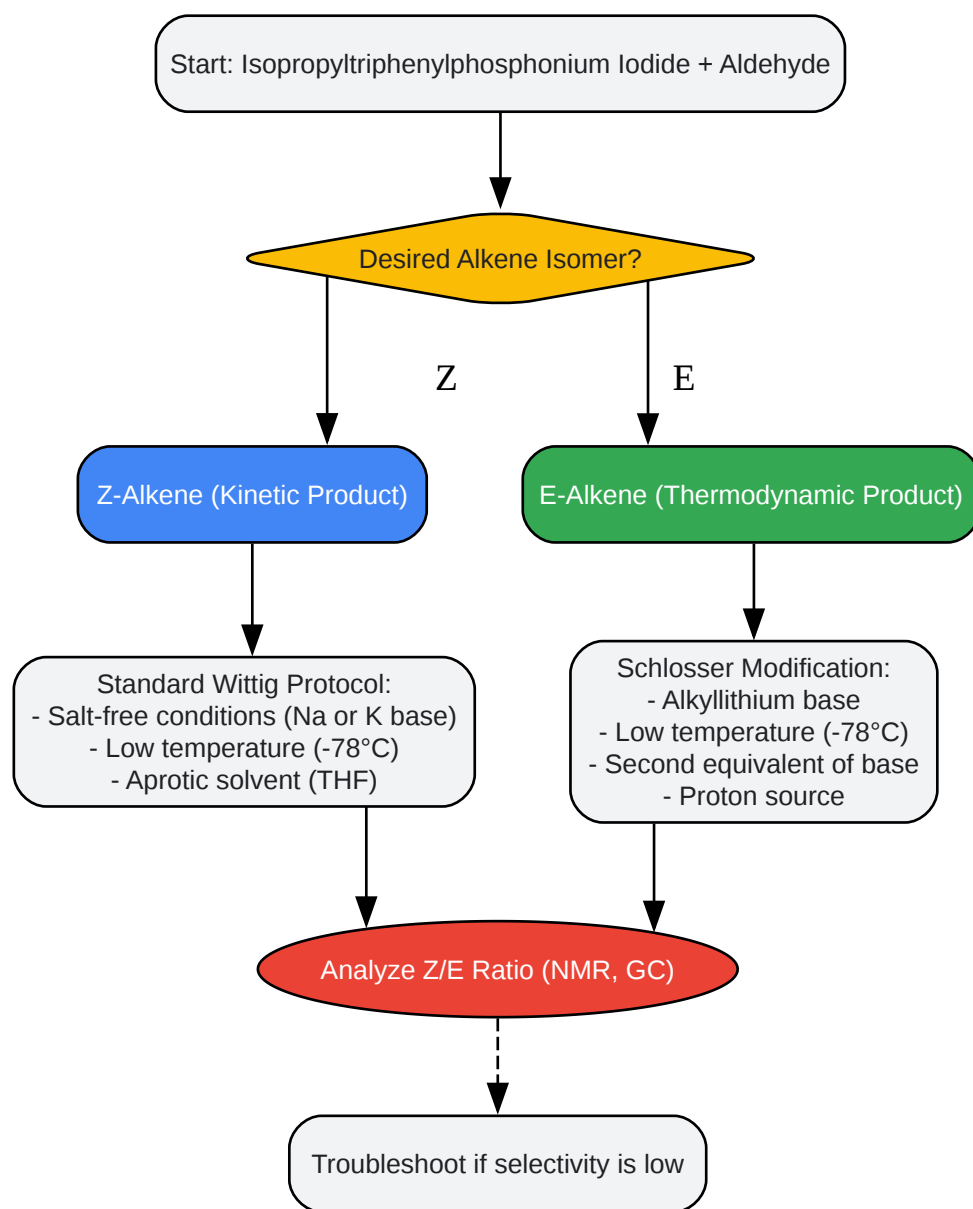 Start: Isopropyltriphenylphosphonium Iodide + Aldehyde
Desired Alkene Isomer?
Z
E
Z-Alkene (Kinetic Product)
E-Alkene (Thermodynamic Product)
Standard Wittig Protocol:
- Salt-free conditions (Na or K base)
- Low temperature (-78°C)
- Aprotic solvent (THF)
Schlosser Modification:
- Alkyllithium base
- Low temperature (-78°C)
- Second equivalent of base
- Proton source
Analyze Z/E Ratio (NMR, GC)
Troubleshoot if selectivity is low